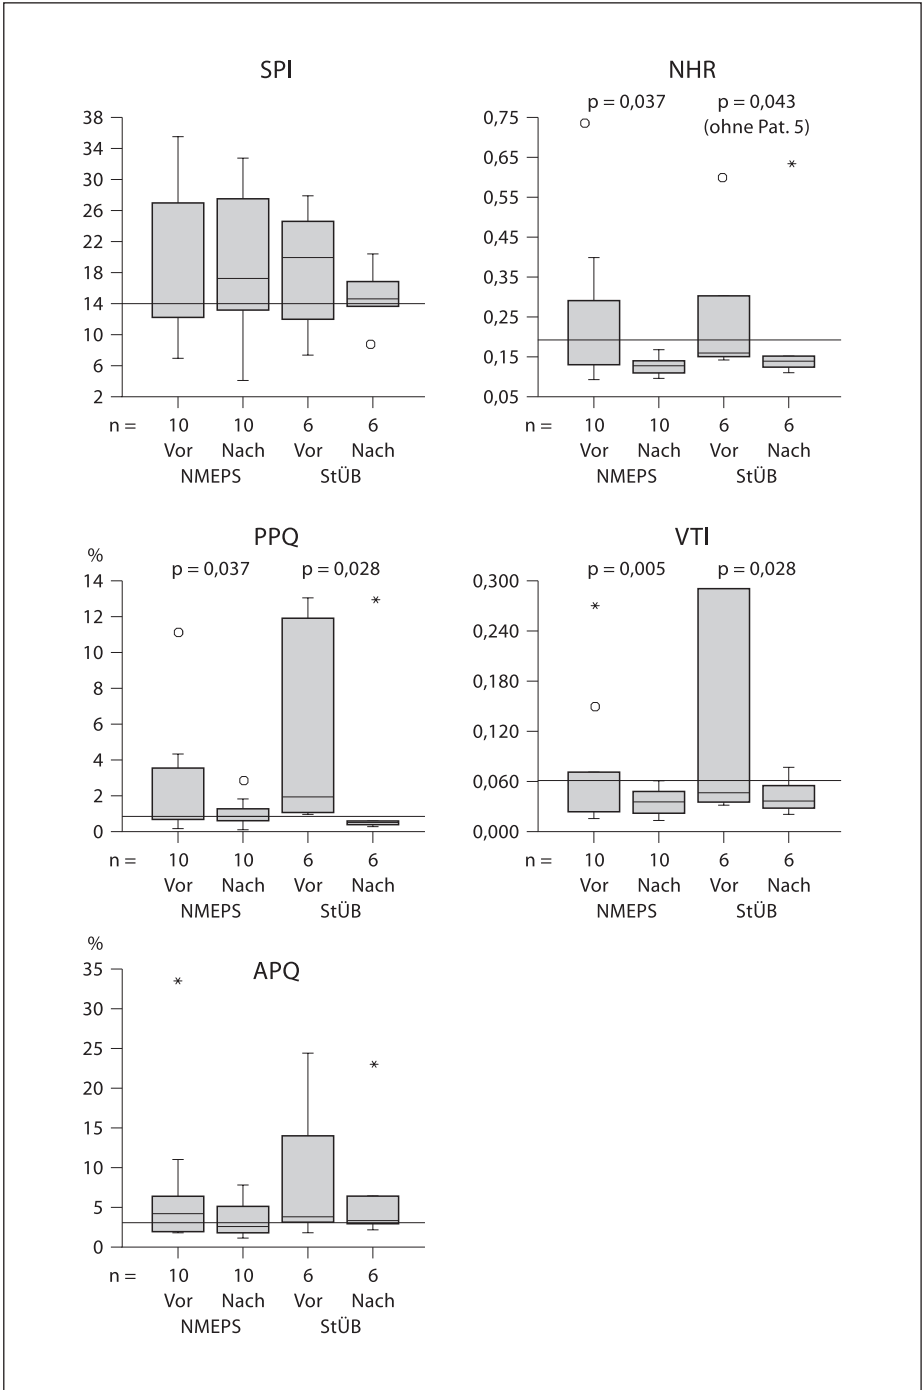 SPI
38
34
30
26
22
18
14
10
6
2
n = 10 10 6 6
Vor Nach Vor Nach
NMEPS StÜB
NHR
p = 0,037 p = 0,043
(ohne Pat. 5)
0,75
0,65
0,55
0,45
0,35
0,25
0,15
0,05
n = 10 10 6 6
Vor Nach Vor Nach
NMEPS StÜB
PPQ
%
p = 0,037 p = 0,028
14
12
10
8
6
4
2
0
n = 10 10 6 6
Vor Nach Vor Nach
NMEPS StÜB
VTI
p = 0,005 p = 0,028
0,300
0,240
0,180
0,120
0,060
0,000
n = 10 10 6 6
Vor Nach Vor Nach
NMEPS StÜB
%
APQ
35
30
25
20
15
10
5
0
n = 10 10 6 6
Vor Nach Vor Nach
NMEPS StÜB